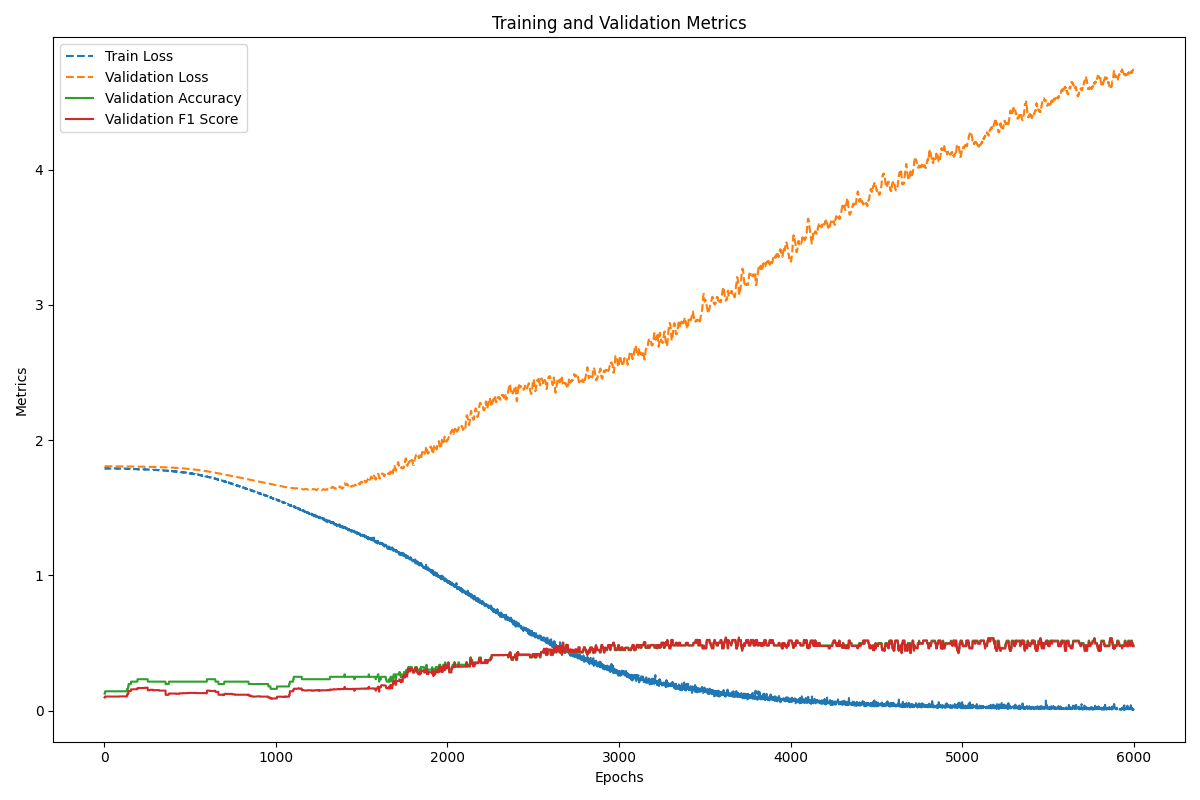 Training and Validation Metrics
Train Loss
Validation Loss
Validation Accuracy
Validation F1 Score
Metrics
4
3
2
1
0
0 1000 2000 3000 4000 5000 6000
Epochs